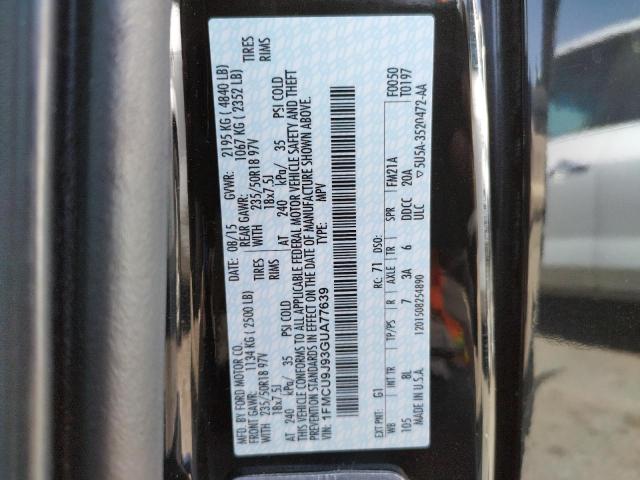 MFD. BY FORD MOTOR CO.
DATE: 08/15 GVWR: 2195 KG ( 4840 LB)
FRONT GAWR: 1134 KG ( 2500 LB) REAR GAWR: 1067 KG ( 2352 LB)
WITH 235/50R18 97V TIRES WITH 235/50R18 97V TIRES
18x7.5J RIMS 18x7.5J RIMS
AT 240 kPa/ 35 PSI COLD AT 240 kPa/ 35 PSI COLD
THIS VEHICLE CONFORMS TO ALL APPLICABLE FEDERAL MOTOR VEHICLE SAFETY AND THEFT
PREVENTION STANDARDS IN EFFECT ON THE DATE OF MANUFACTURE SHOWN ABOVE.
VIN: 1FMCU9J93GUA77639 TYPE: MPV
EXT PNT: G1 RC: 71 DSO: F0050
WB INT TR TP/PS R AXLE TR SPR FM21A T0197
105 8L 7 3A 6 DDCC 20A
MADE IN U.S.A. 1201508254890 ULC ▽ 5U5A-3520472-AA